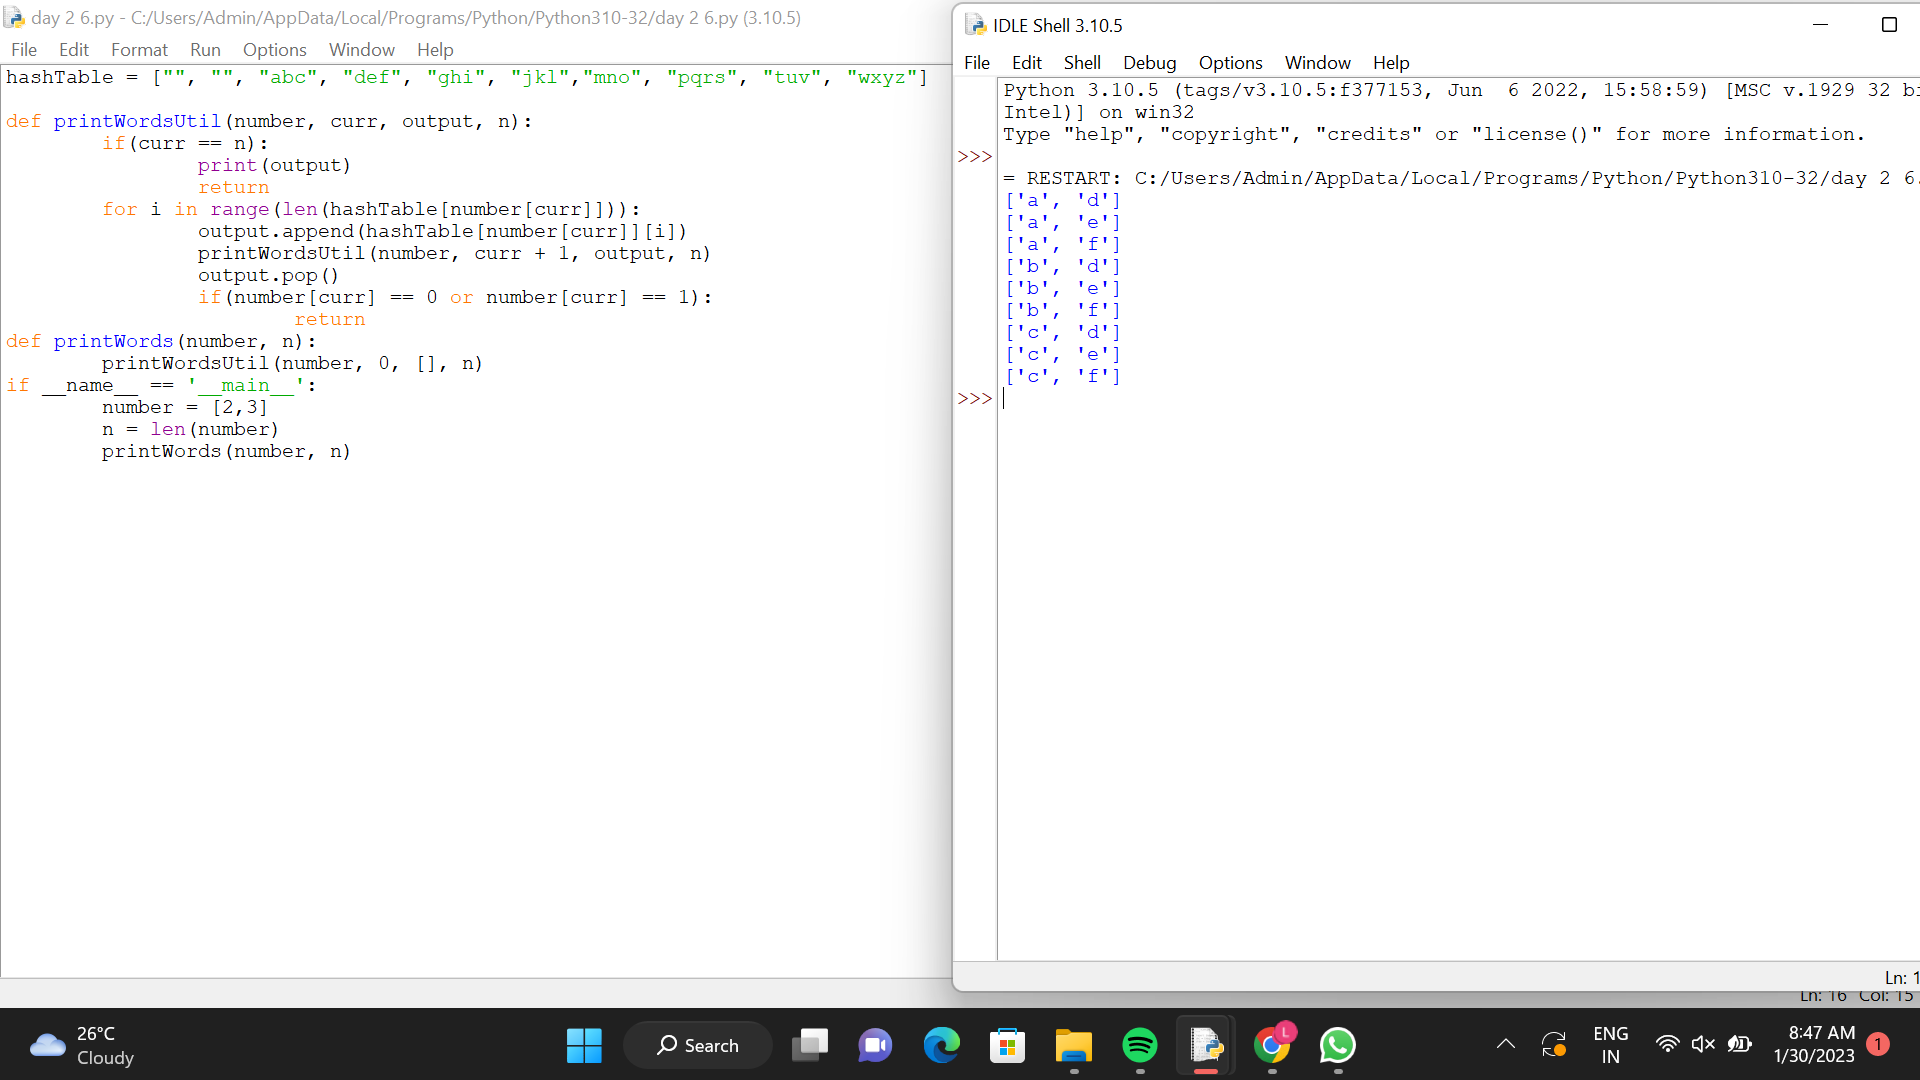 day 2 6.py - C:/Users/Admin/AppData/Local/Programs/Python/Python310-32/day 2 6.py (3.10.5)
File Edit Format Run Options Window Help
hashTable = ["", "", "abc", "def", "ghi", "jkl","mno", "pqrs", "tuv", "wxyz"]
def printWordsUtil(number, curr, output, n):
        if(curr == n):
                print(output)
                return
        for i in range(len(hashTable[number[curr]])):
                output.append(hashTable[number[curr]][i])
                printWordsUtil(number, curr + 1, output, n)
                output.pop()
                if(number[curr] == 0 or number[curr] == 1):
                        return
def printWords(number, n):
        printWordsUtil(number, 0, [], n)
if __name__ == '__main__':
        number = [2,3]
        n = len(number)
        printWords(number, n)
IDLE Shell 3.10.5
File Edit Shell Debug Options Window Help
Python 3.10.5 (tags/v3.10.5:f377153, Jun  6 2022, 15:58:59) [MSC v.1929 32
Intel)] on win32
Type "help", "copyright", "credits" or "license()" for more information.
>>>
= RESTART: C:/Users/Admin/AppData/Local/Programs/Python/Python310-32/day 2 6.
['a', 'd']
['a', 'e']
['a', 'f']
['b', 'd']
['b', 'e']
['b', 'f']
['c', 'd']
['c', 'e']
['c', 'f']
>>>
Ln: 1
Ln: 16 Col: 15
26°C
Cloudy
Search
L
ENG
IN
8:47 AM
1/30/2023
1